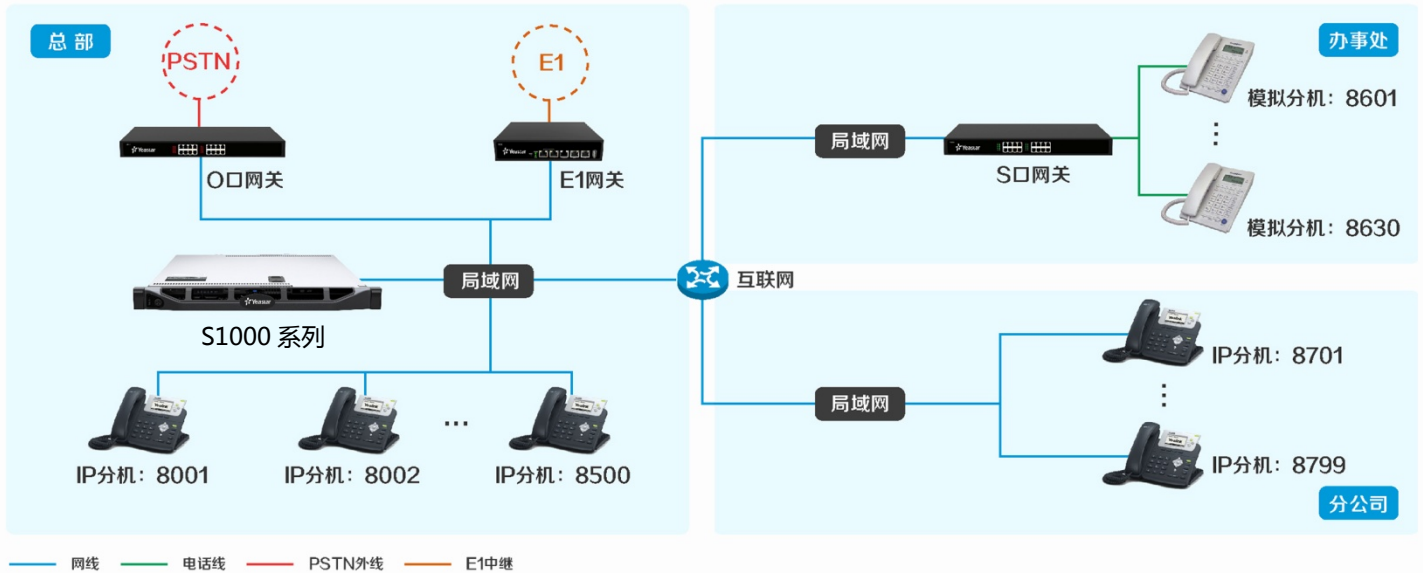 总部
PSTN
E1
Yeastar
O口网关
Yeastar
E1网关
局域网
Yeastar
S1000 系列
IP分机：8001
IP分机：8002
...
IP分机：8500
互联网
办事处
局域网
Yeastar
S口网关
模拟分机：8601
⋮
模拟分机：8630
局域网
IP分机：8701
⋮
IP分机：8799
分公司
网线
电话线
PSTN外线
E1中继